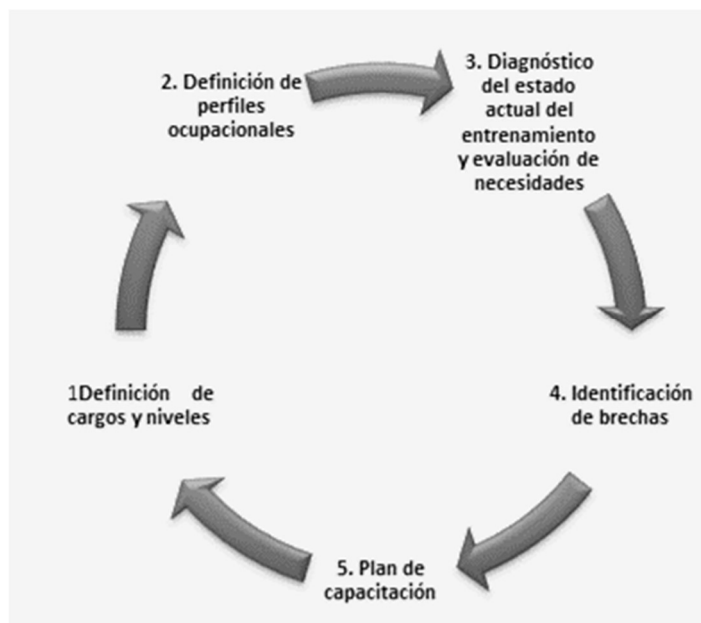 1Definición de
cargos y niveles
2. Definición de
perfiles
ocupacionales
3. Diagnóstico
del estado
actual del
entrenamiento
y evaluación de
necesidades
4. Identificación
de brechas
5. Plan de
capacitación